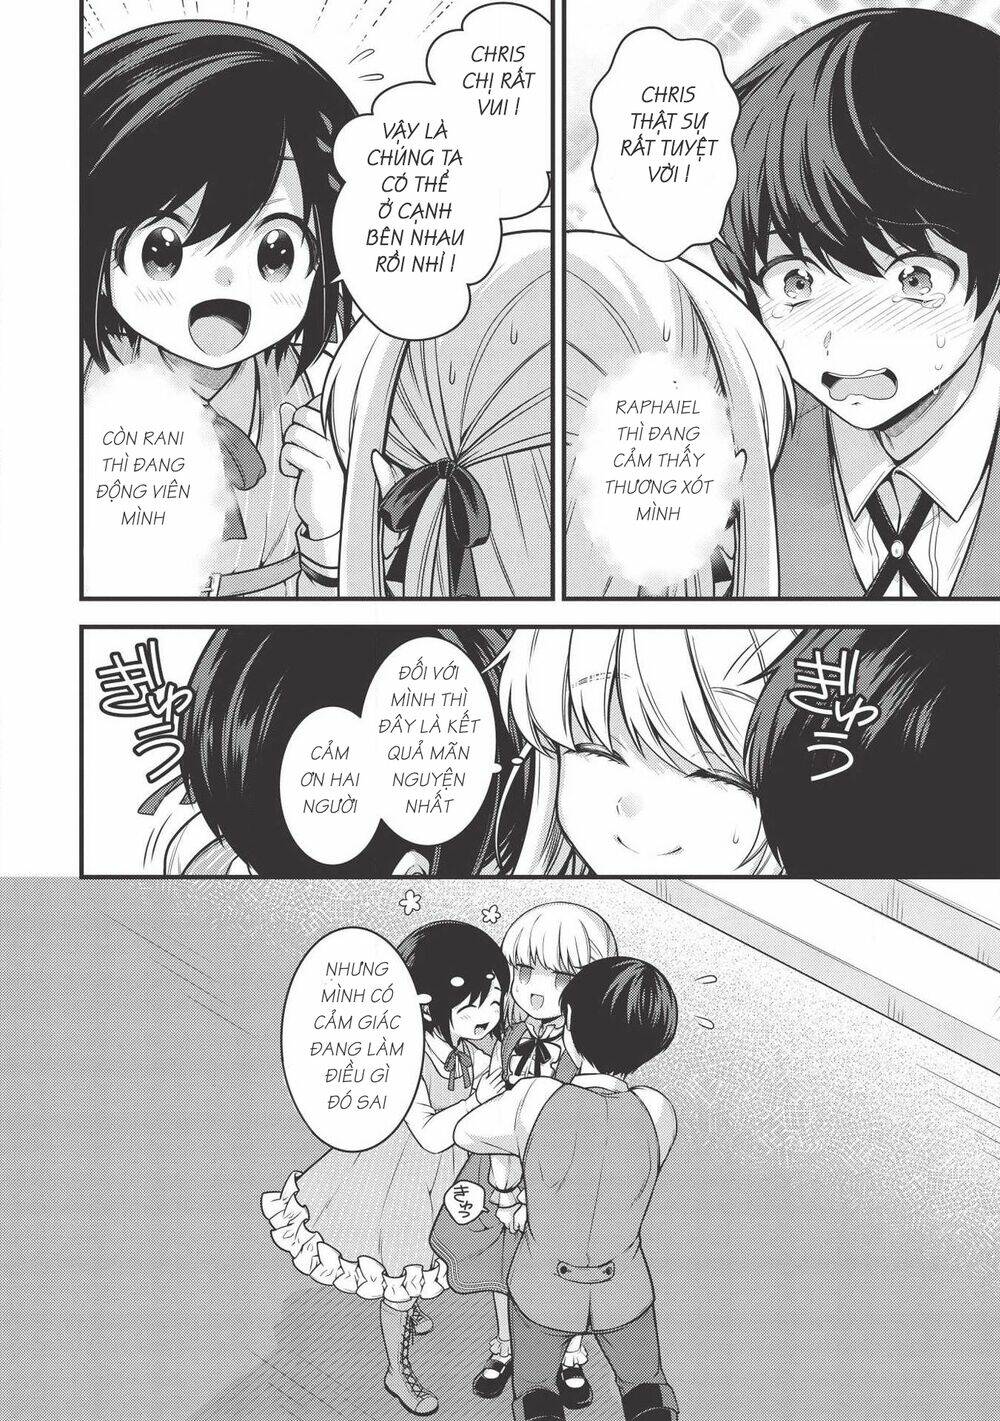 CHRIS
THẬT SỰ
RẤT TUYỆT
VỜI !
RAPHAIEL
THÌ ĐANG
CẢM THẤY
THƯƠNG XÓT
MÌNH
CHRIS
CHỊ RẤT
VUI !
VẬY LÀ
CHÚNG TA
CÓ THỂ
Ở CẠNH
BÊN NHAU
RỒI NHỈ !
CÒN RANI
THÌ ĐANG
ĐỘNG VIÊN
MÌNH
ぎゅうっ
ĐỐI VỚI
MÌNH THÌ
ĐÂY LÀ KẾT
QUẢ MÃN
NGUYỆN
NHẤT
CẢM
ƠN HAI
NGƯỜI
ぎゅうっ
NHƯNG
MÌNH CÓ
CẢM GIÁC
ĐANG LÀM
ĐIỀU GÌ
ĐÓ SAI
きゅっ